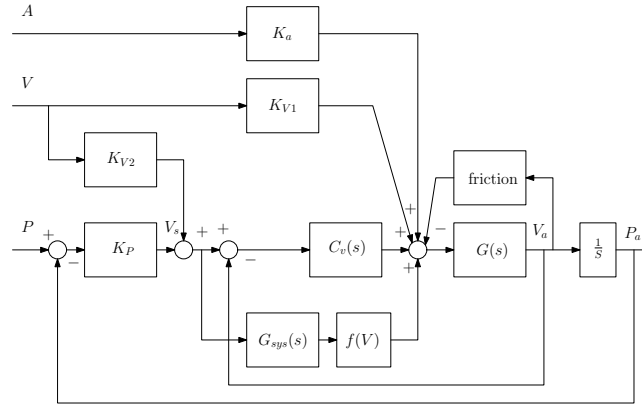 A
K_a
V
K_{V1}
K_{V2}
friction
+
P
+
−
K_P
V_s
+
+
−
C_v(s)
+
+
−
G(s)
V_a
1/S
P_a
G_{sys}(s)
f(V)